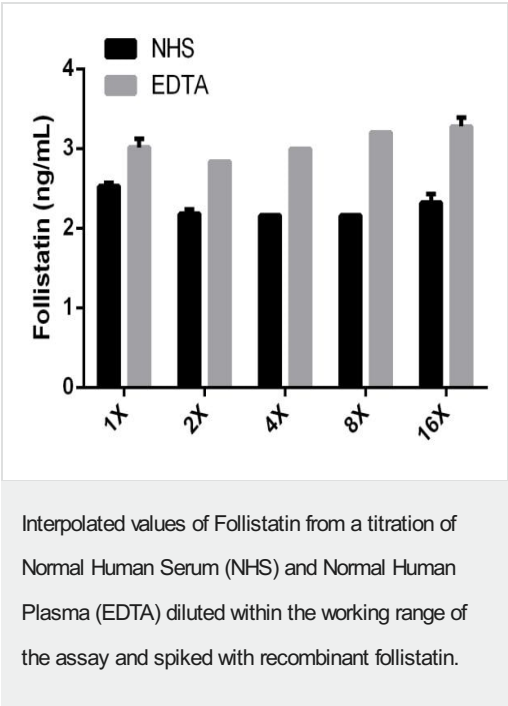 NHS
EDTA
4
3
2
1
0
Follistatin (ng/mL)
1X
2X
4X
8X
16X
Interpolated values of Follistatin from a titration of
Normal Human Serum (NHS) and Normal Human
Plasma (EDTA) diluted within the working range of
the assay and spiked with recombinant follistatin.